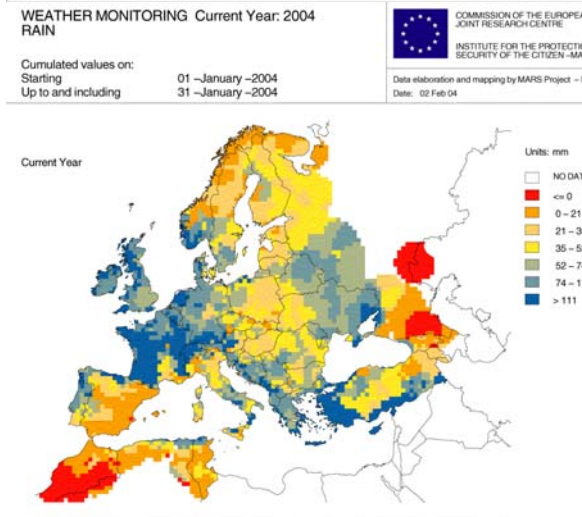 WEATHER MONITORING Current Year: 2004
RAIN
Cumulated values on:
Starting 01 –January –2004
Up to and including 31 –January –2004
COMMISSION OF THE EUROPEA
JOINT RESEARCH CENTRE
INSTITUTE FOR THE PROTECTIO
SECURITY OF THE CITIZEN –MA
Data elaboration and mapping by MARS Project –
Date: 02 Feb 04
Current Year
Units: mm
NO DAT
<= 0
0 – 21
21 – 3
35 – 5
52 – 7
74 – 1
> 111